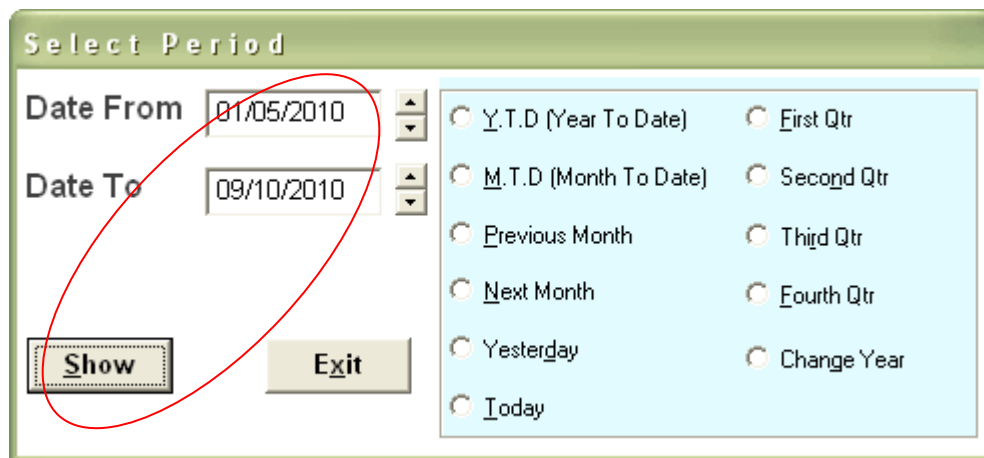 Select Period
Date From 01/05/2010
Date To 09/10/2010
Show Exit
Y.T.D (Year To Date) First Qtr
M.T.D (Month To Date) Second Qtr
Previous Month Third Qtr
Next Month Fourth Qtr
Yesterday Change Year
Today